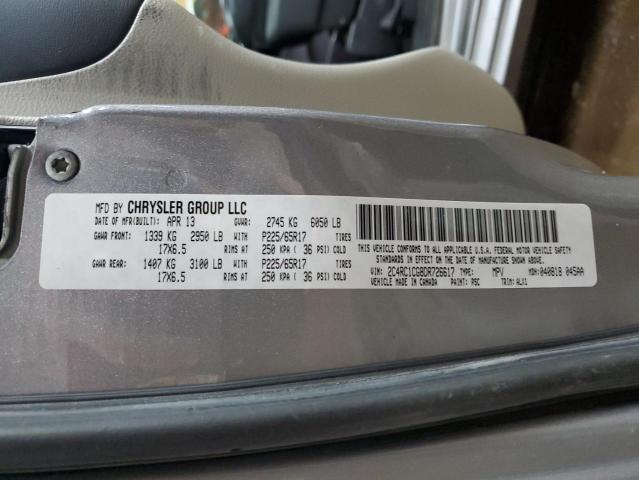 MFD BY CHRYSLER GROUP LLC
DATE OF MFR(BUILT): APR 13 GVWR: 2745 KG 6050 LB
GAWR FRONT: 1339 KG 2950 LB WITH P225/65R17 TIRES
17X6.5 RIMS AT 250 KPA ( 36 PSI) COLD
GAWR REAR: 1407 KG 3100 LB WITH P225/65R17 TIRES
17X6.5 RIMS AT 250 KPA ( 36 PSI) COLD
THIS VEHICLE CONFORMS TO ALL APPLICABLE U.S.A. FEDERAL MOTOR VEHICLE SAFETY
STANDARDS IN EFFECT ON THE DATE OF MANUFACTURE SHOWN ABOVE.
VIN: 2C4RC1CG8DR726617 TYPE: MPV MDH: 040818 045AA
VEHICLE MADE IN CANADA PAINT: PSC TRIM: ALX1